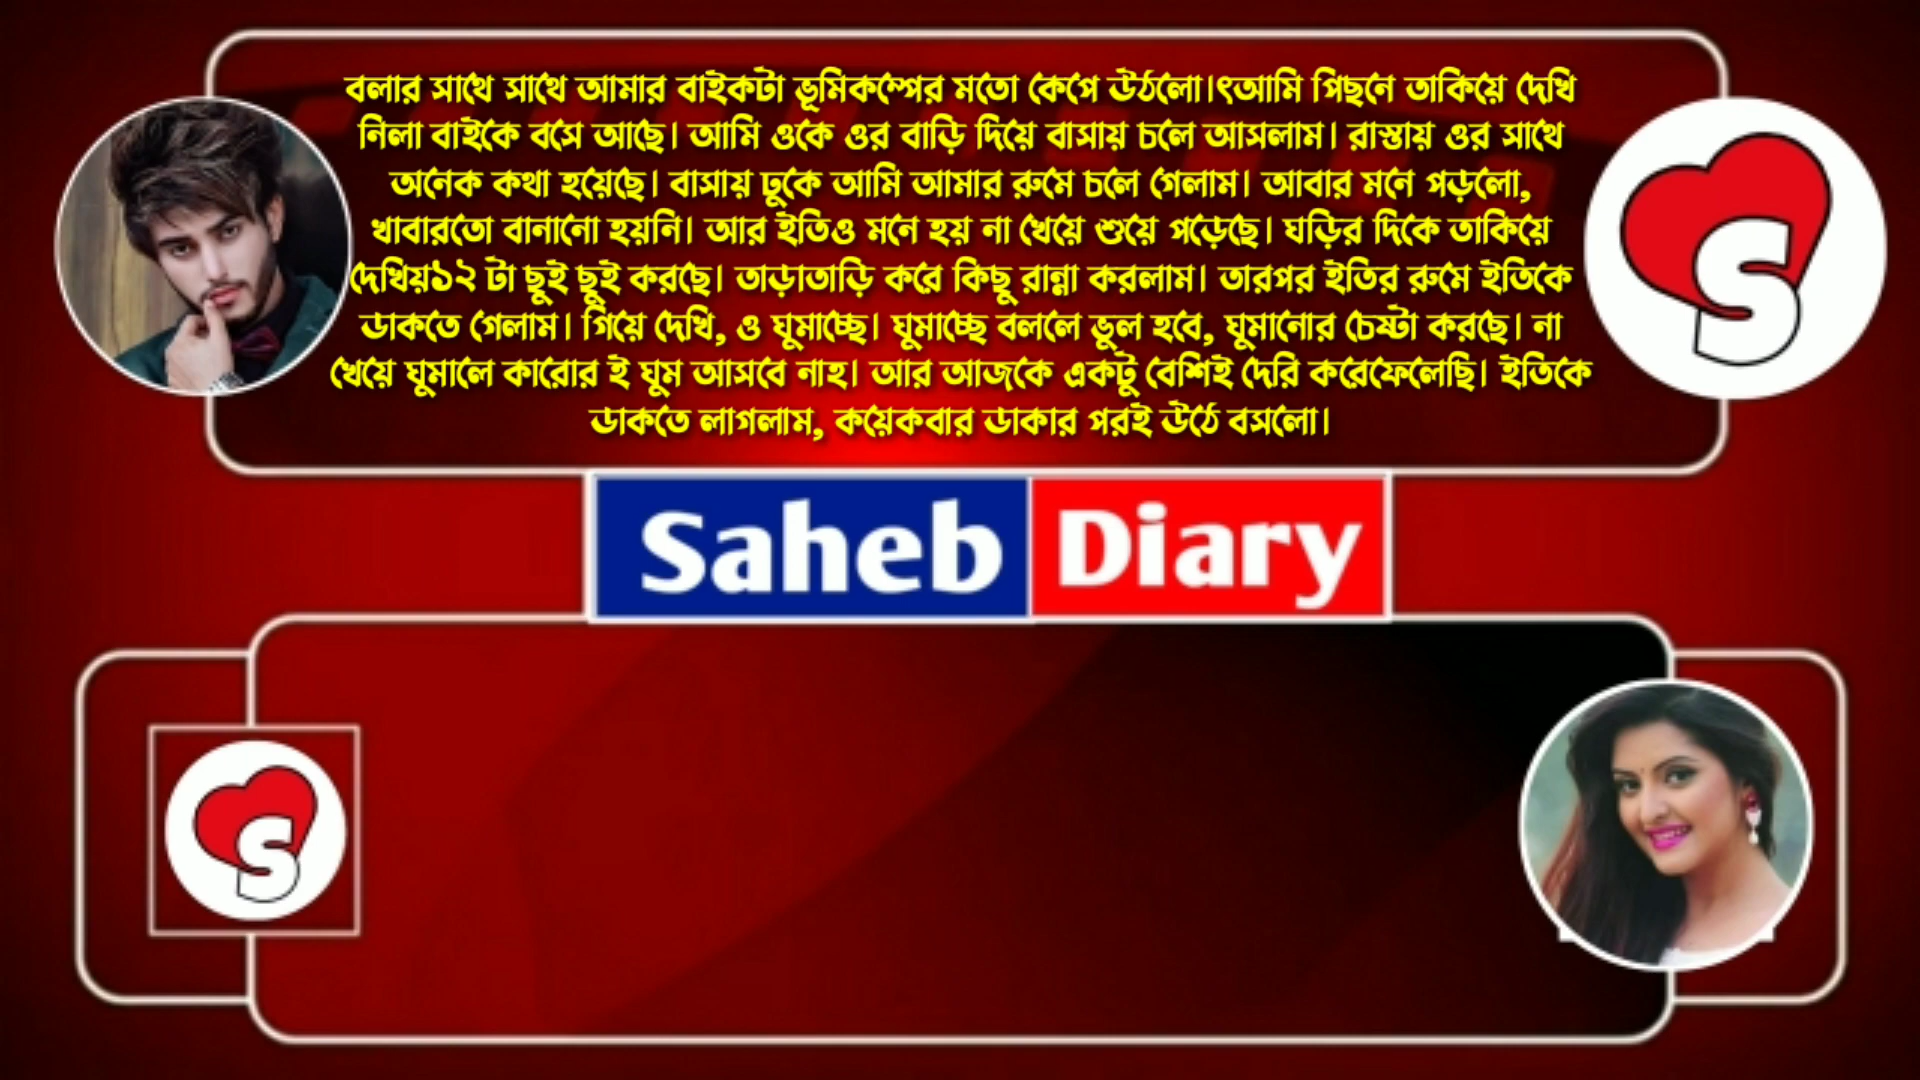 বলার সাথে সাথে আমার বাইকটা ভূমিকম্পের মতো কেপে উঠলো।ৎআমি পিছনে তাকিয়ে দেখি
নিলা বাইকে বসে আছে। আমি ওকে ওর বাড়ি দিয়ে বাসায় চলে আসলাম। রাস্তায় ওর সাথে
অনেক কথা হয়েছে। বাসায় ঢুকে আমি আমার রুমে চলে গেলাম। আবার মনে পড়লো,
খাবারতো বানানো হয়নি। আর ইতিও মনে হয় না খেয়ে শুয়ে পড়েছে। ঘড়ির দিকে তাকিয়ে
দেখিয়১২ টা ছুই ছুই করছে। তাড়াতাড়ি করে কিছু রান্না করলাম। তারপর ইতির রুমে ইতিকে
ডাকতে গেলাম। গিয়ে দেখি, ও ঘুমাচ্ছে। ঘুমাচ্ছে বললে ভুল হবে, ঘুমানোর চেষ্টা করছে। না
খেয়ে ঘুমালে কারোর ই ঘুম আসবে নাহ। আর আজকে একটু বেশিই দেরি করেফেলেছি। ইতিকে
ডাকতে লাগলাম, কয়েকবার ডাকার পরই উঠে বসলো।
S
Saheb Diary
S